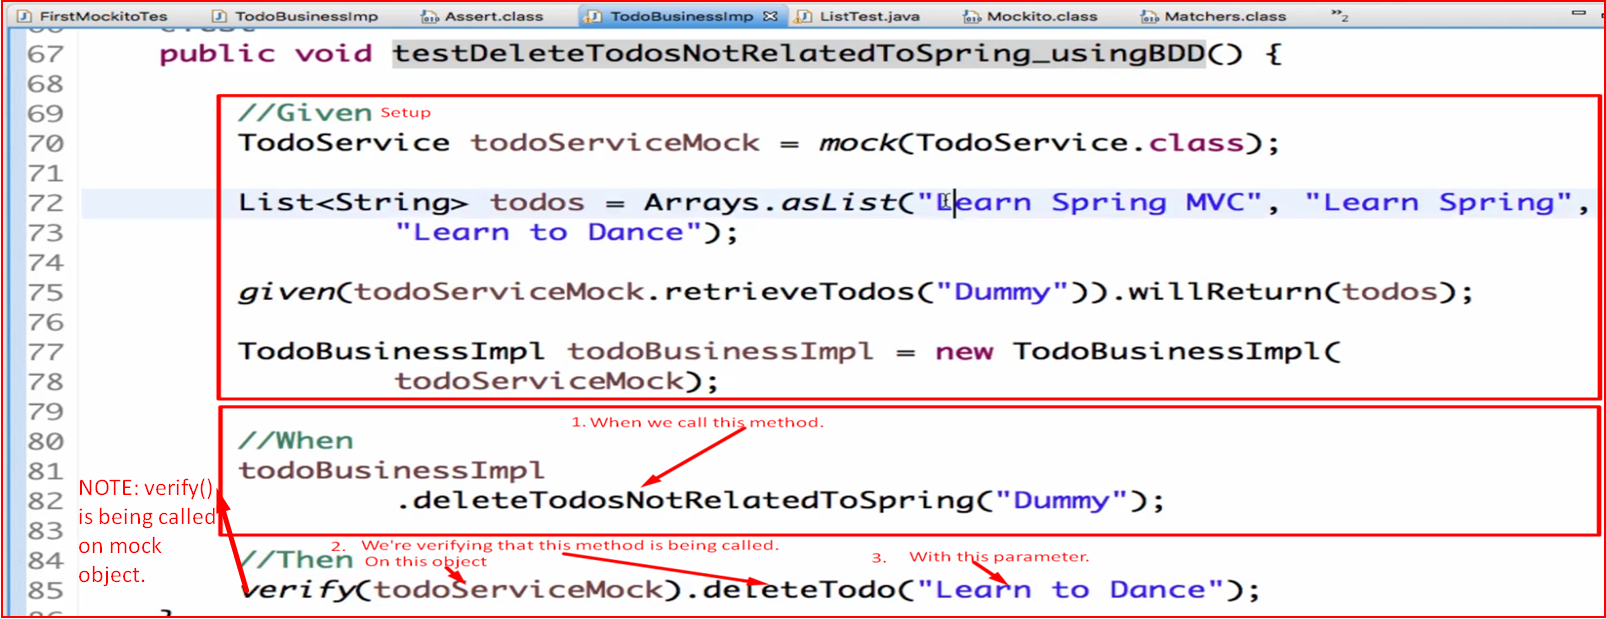 FirstMockitoTes TodoBusinessImp Assert.class TodoBusinessImp ListTest.java Mockito.class Matchers.class »2
67 public void testDeleteTodosNotRelatedToSpring_usingBDD() {
68
69 //Given Setup
70 TodoService todoServiceMock = mock(TodoService.class);
71
72 List<String> todos = Arrays.asList("Learn Spring MVC", "Learn Spring",
73 "Learn to Dance");
74
75 given(todoServiceMock.retrieveTodos("Dummy")).willReturn(todos);
76
77 TodoBusinessImpl todoBusinessImpl = new TodoBusinessImpl(
78 todoServiceMock);
79
1. When we call this method.
80 //When
81 todoBusinessImpl
82 .deleteTodosNotRelatedToSpring("Dummy");
83
NOTE: verify()
is being called
on mock
object.
2. We're verifying that this method is being called.
On this object
3. With this parameter.
84 //Then
85 verify(todoServiceMock).deleteTodo("Learn to Dance");